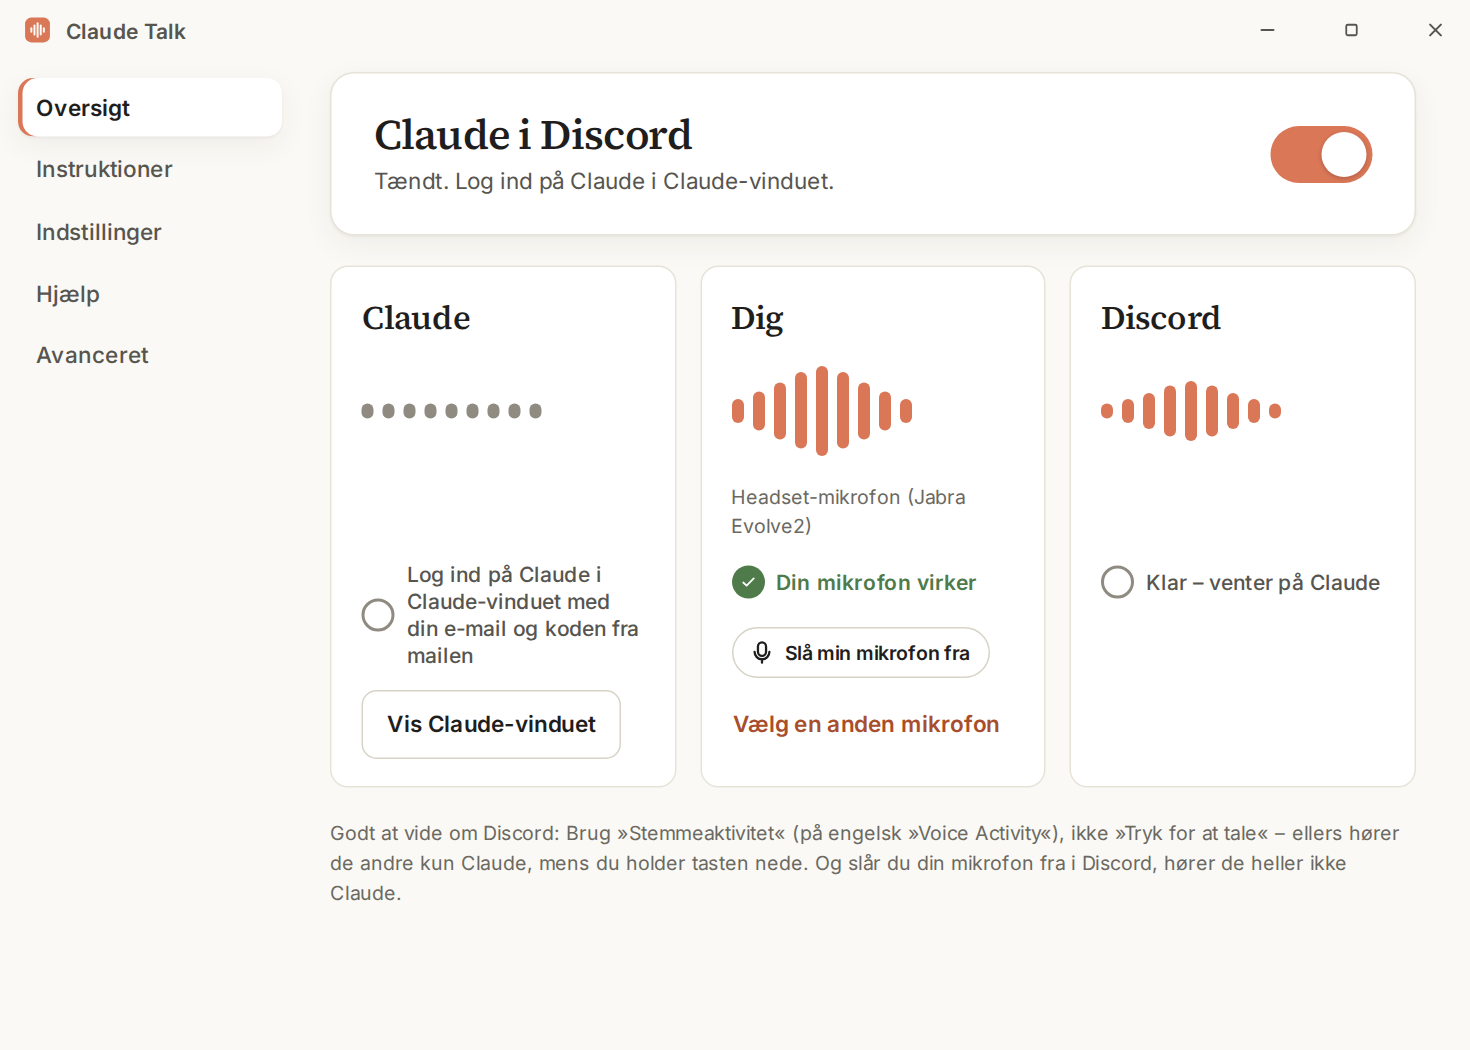 Claude Talk
Oversigt
Instruktioner
Indstillinger
Hjælp
Avanceret
Claude i Discord
Tændt. Log ind på Claude i Claude-vinduet.
Claude
Log ind på Claude i
Claude-vinduet med
din e-mail og koden fra
mailen
Vis Claude-vinduet
Dig
Headset-mikrofon (Jabra
Evolve2)
Din mikrofon virker
Slå min mikrofon fra
Vælg en anden mikrofon
Discord
Klar – venter på Claude
Godt at vide om Discord: Brug »Stemmeaktivitet« (på engelsk »Voice Activity«), ikke »Tryk for at tale« – ellers hører
de andre kun Claude, mens du holder tasten nede. Og slår du din mikrofon fra i Discord, hører de heller ikke
Claude.